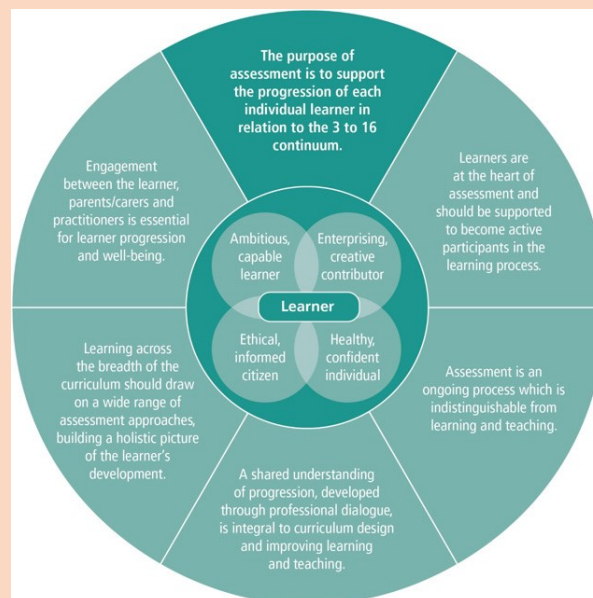 The purpose of
assessment is to support
the progression of each
individual learner in
relation to the 3 to 16
continuum.
Learners are
at the heart of
assessment and
should be supported
to become active
participants in the
learning process.
Assessment is an
ongoing process which is
indistinguishable from
learning and teaching.
A shared understanding
of progression, developed
through professional dialogue,
is integral to curriculum design
and improving learning
and teaching.
Learning across
the breadth of the
curriculum should draw
on a wide range of
assessment approaches,
building a holistic picture
of the learner's
development.
Engagement
between the learner,
parents/carers and
practitioners is essential
for learner progression
and well-being.
Ambitious,
capable
learner
Enterprising,
creative
contributor
Learner
Ethical,
informed
citizen
Healthy,
confident
individual